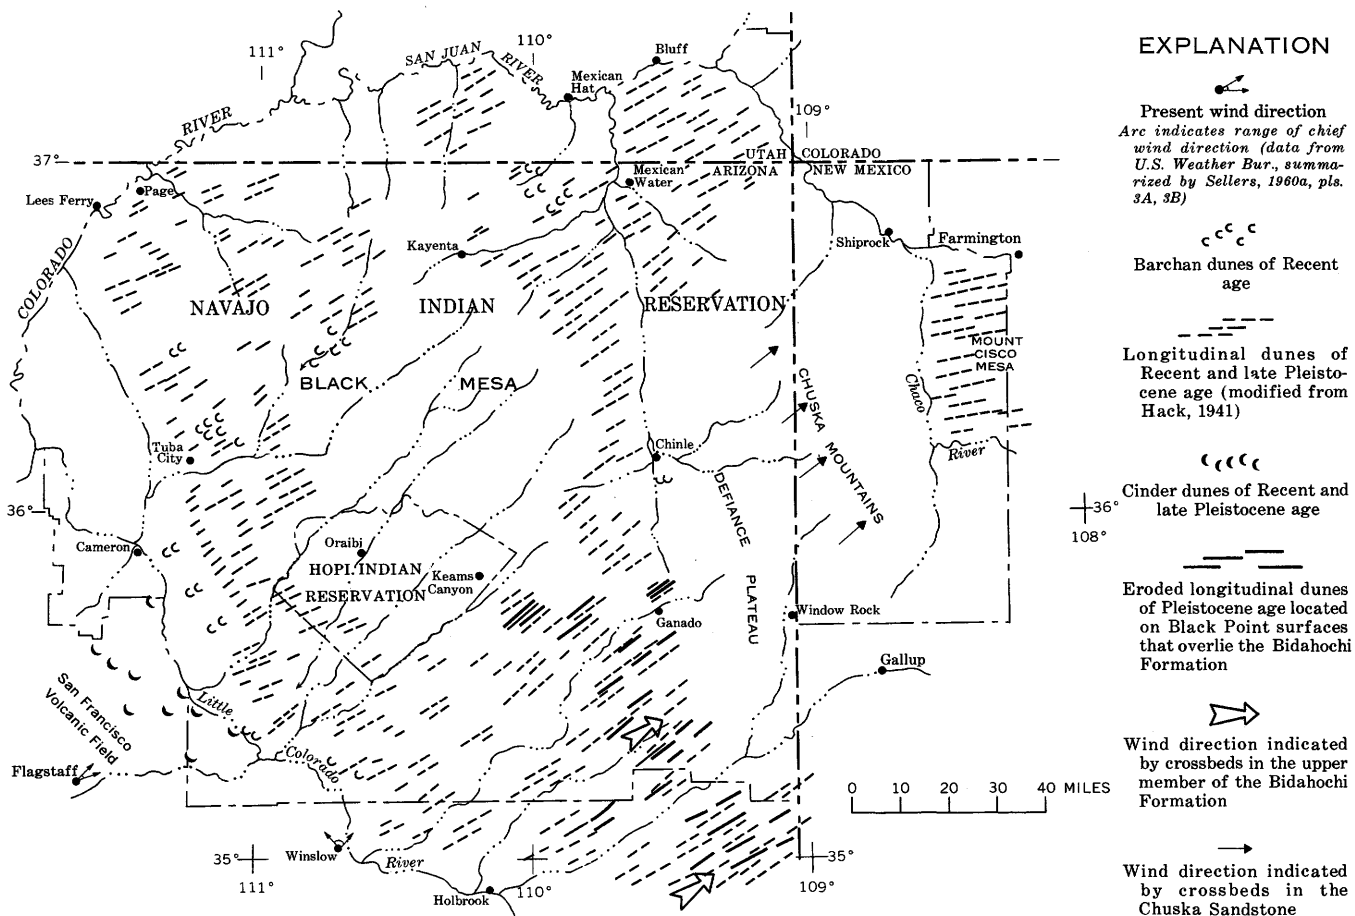 EXPLANATION
Present wind direction
Arc indicates range of chief
wind direction (data from
U.S. Weather Bur., summa-
rized by Sellers, 1960a, pls.
3A, 3B)
Barchan dunes of Recent
age
Longitudinal dunes of
Recent and late Pleisto-
cene age (modified from
Hack, 1941)
Cinder dunes of Recent and
late Pleistocene age
Eroded longitudinal dunes
of Pleistocene age located
on Black Point surfaces
that overlie the Bidahochi
Formation
Wind direction indicated
by crossbeds in the upper
member of the Bidahochi
Formation
Wind direction indicated
by crossbeds in the
Chuska Sandstone
111°
110°
SAN JUAN
RIVER
Bluff
Mexican
Hat
RIVER
109°
37°
UTAH
COLORADO
ARIZONA
NEW MEXICO
Mexican
Water
Page
Lees Ferry
COLORADO
Kayenta
Shiprock
Farmington
NAVAJO
INDIAN
RESERVATION
MOUNT
CISCO
MESA
BLACK
MESA
CHUSKA MOUNTAINS
Chaco
River
Tuba
City
Chinle
DEFIANCE
PLATEAU
36°
36°
108°
Cameron
Oraibi
HOPI INDIAN
RESERVATION
Keams
Canyon
Ganado
Window Rock
Gallup
San Francisco
Volcanic Field
Little
Colorado
Flagstaff
0 10 20 30 40 MILES
Winslow
River
Holbrook
35°
111°
110°
35°
109°